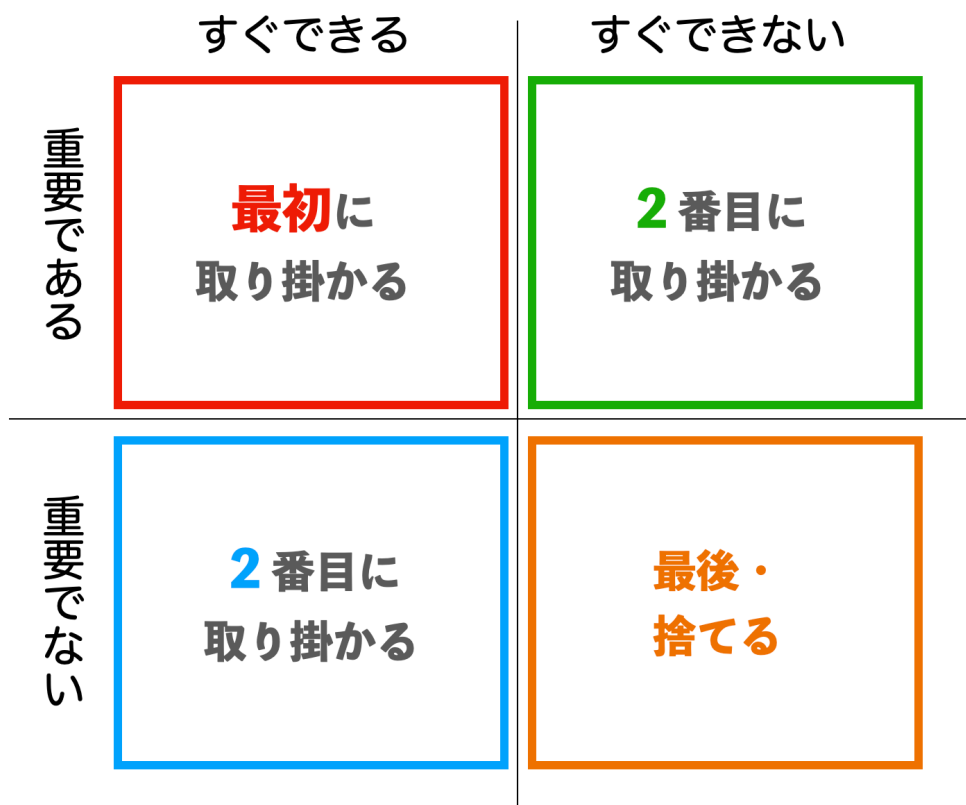 すぐできる
すぐできない
重要である
最初に
取り掛かる
2番目に
取り掛かる
重要でない
2番目に
取り掛かる
最後・
捨てる